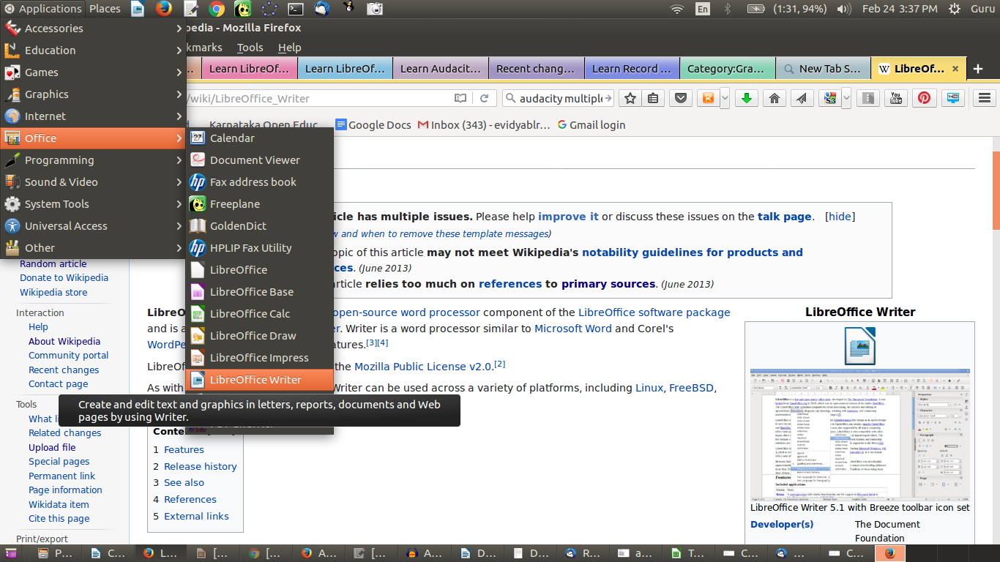 Applications Places En (1:31, 94%) Feb 24 3:37 PM Guru
pedia - Mozilla Firefox
kmarks Tools Help
Learn LibreOf... Learn LibreOf... Learn Audacit... Recent chang... Learn Record ... Category:Gra... New Tab S... LibreOf...
/wiki/LibreOffice_Writer audacity multiple
Karnataka Open Educ Google Docs Inbox (343) - evidyablr... Gmail login
Accessories
Education
Games
Graphics
Internet
Office
Programming
Sound & Video
System Tools
Universal Access
Other
Calendar
Document Viewer
Fax address book
Freeplane
GoldenDict
HPLIP Fax Utility
LibreOffice
LibreOffice Base
LibreOffice Calc
LibreOffice Draw
LibreOffice Impress
LibreOffice Writer
Create and edit text and graphics in letters, reports, documents and Web
pages by using Writer.
icle has multiple issues. Please help improve it or discuss these issues on the talk page. [hide]
w and when to remove these template messages)
opic of this article may not meet Wikipedia's notability guidelines for products and
ces. (June 2013)
article relies too much on references to primary sources. (June 2013)
LibreO open-source word processor component of the LibreOffice software package
and is a r. Writer is a word processor similar to Microsoft Word and Corel's
WordPe atures.[3][4]
LibreOf the Mozilla Public License v2.0.[2]
As with Writer can be used across a variety of platforms, including Linux, FreeBSD,
Conte
1 Features
2 Release history
3 See also
4 References
5 External links
Random article
Donate to Wikipedia
Wikipedia store
Interaction
Help
About Wikipedia
Community portal
Recent changes
Contact page
Tools
What li
Related changes
Upload file
Special pages
Permanent link
Page information
Wikidata item
Cite this page
Print/export
LibreOffice Writer
LibreOffice Writer 5.1 with Breeze toolbar icon set
Developer(s) The Document
Foundation
P... C... L... [... [... A... [... A... D... D... R... a... T... C... ... C...